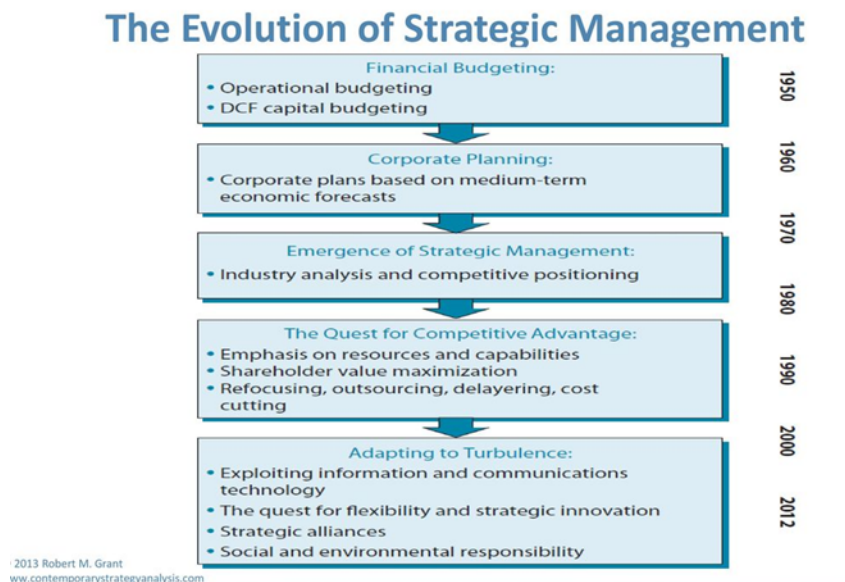 The Evolution of Strategic Management
Financial Budgeting:
• Operational budgeting
• DCF capital budgeting
Corporate Planning:
• Corporate plans based on medium-term
economic forecasts
Emergence of Strategic Management:
• Industry analysis and competitive positioning
The Quest for Competitive Advantage:
• Emphasis on resources and capabilities
• Shareholder value maximization
• Refocusing, outsourcing, delayering, cost
cutting
Adapting to Turbulence:
• Exploiting information and communications
technology
• The quest for flexibility and strategic innovation
• Strategic alliances
• Social and environmental responsibility
1950
1960
1970
1980
1990
2000
2012
2013 Robert M. Grant
ww.contemporarystrategyanalysis.com